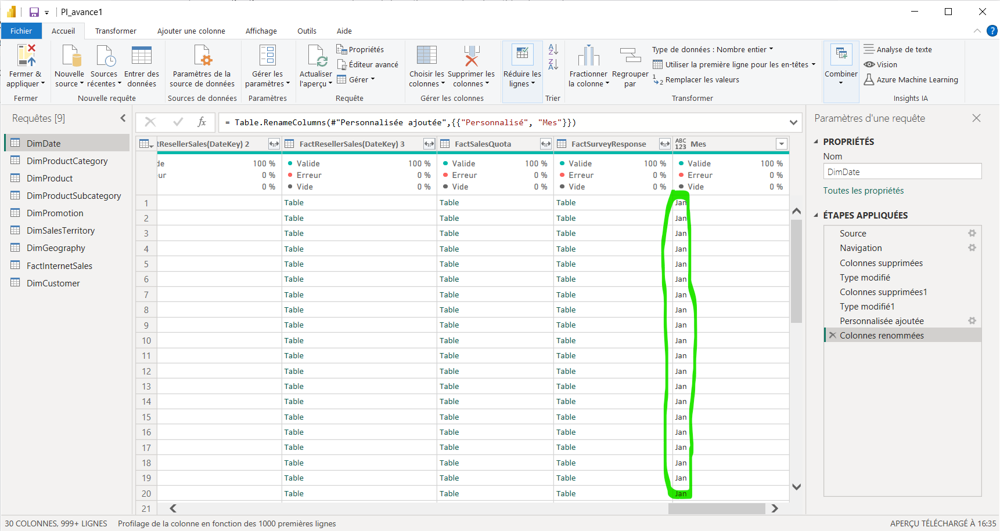 PI_avance1
Fichier Accueil Transformer Ajouter une colonne Affichage Outils Aide
Fermer & appliquer
Nouvelle source
Sources récentes
Entrer des données
Paramètres de la source de données
Gérer les paramètres
Actualiser l'aperçu
Propriétés
Éditeur avancé
Gérer
Choisir les colonnes
Supprimer les colonnes
Réduire les lignes
Fractionner la colonne
Regrouper par
Type de données : Nombre entier
Utiliser la première ligne pour les en-têtes
Remplacer les valeurs
Combiner
Analyse de texte
Vision
Azure Machine Learning
Fermer Nouvelle requête Sources de données Paramètres Requête Gérer les colonnes Trier Transformer Insights IA
Requêtes [9]
DimDate
DimProductCategory
DimProduct
DimProductSubcategory
DimPromotion
DimSalesTerritory
DimGeography
FactInternetSales
DimCustomer
fx = Table.RenameColumns(#"Personnalisée ajoutée",{{"Personnalisé", "Mes"}})
tResellerSales(DateKey) 2 FactResellerSales(DateKey) 3 FactSalesQuota FactSurveyResponse ABC 123 Mes
de 100 % Valide 100 % Valide 100 % Valide 100 % Valide 100 %
ur 0 % Erreur 0 % Erreur 0 % Erreur 0 % Erreur 0 %
0 % Vide 0 % Vide 0 % Vide 0 % Vide 0 %
1 Table Table Table Jan
2 Table Table Table Jan
3 Table Table Table Jan
4 Table Table Table Jan
5 Table Table Table Jan
6 Table Table Table Jan
7 Table Table Table Jan
8 Table Table Table Jan
9 Table Table Table Jan
10 Table Table Table Jan
11 Table Table Table Jan
12 Table Table Table Jan
13 Table Table Table Jan
14 Table Table Table Jan
15 Table Table Table Jan
16 Table Table Table Jan
17 Table Table Table Jan
18 Table Table Table Jan
19 Table Table Table Jan
20 Table Table Table Jan
21
Paramètres d'une requête
PROPRIÉTÉS
Nom
DimDate
Toutes les propriétés
ÉTAPES APPLIQUÉES
Source
Navigation
Colonnes supprimées
Type modifié
Colonnes supprimées1
Type modifié1
Personnalisée ajoutée
Colonnes renommées
30 COLONNES, 999+ LIGNES Profilage de la colonne en fonction des 1000 premières lignes APERÇU TÉLÉCHARGÉ À 16:35